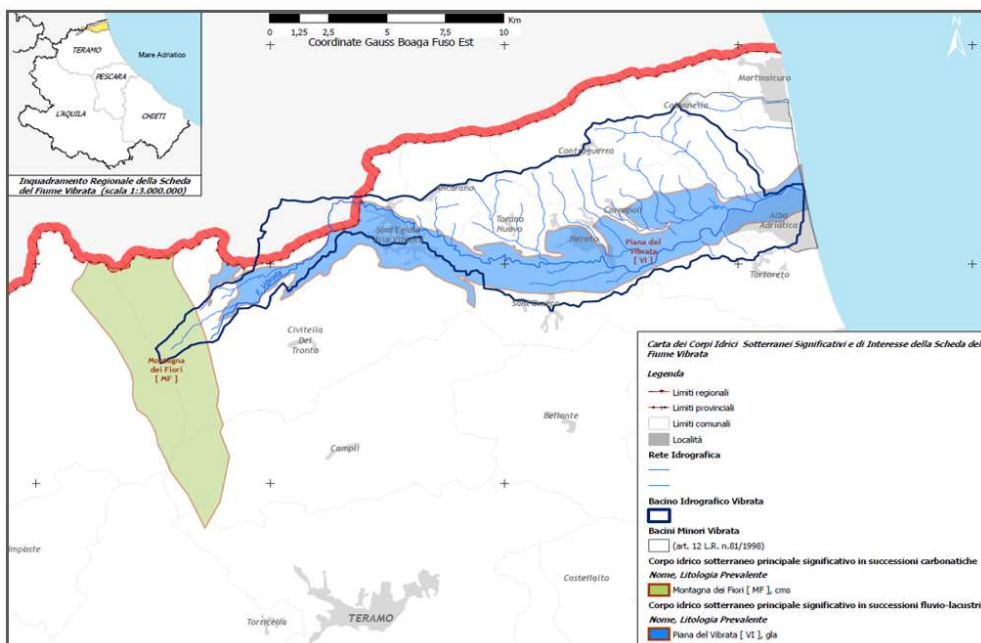 TERAMO
Mare Adriatico
PESCARA
L'AQUILA
CHIETI
Inquadramento Regionale della Scheda
del Fiume Vibrata (scala 1:3.000.000)
0 1,25 2,5 5 7,5 10
Km
Coordinate Gauss Boaga Fuso Est
N
Martinsicuro
Colonnella
Controguerra
Ancarana
Sant'Egidio
alla Vibrata
Torano
Nuovo
Corropoli
Nereto
Piana del
Vibrata
[ VI ]
Alba
Adriatica
Tortoreto
F. Vibrata
Sant'Omero
Civitella
Del
Tronto
Montagna
dei Fiori
[ MF ]
Bellante
Campli
Castellalto
TERAMO
Torricella
Carta dei Corpi Idrici Sotterranei Significativi e di Interesse della Scheda del
Fiume Vibrata
Legenda
Limiti regionali
Limiti provinciali
Limiti comunali
Località
Rete Idrografica
Bacino Idrografico Vibrata
Bacini Minori Vibrata
(art. 12 L.R. n.81/1998)
Corpo idrico sotterraneo principale significativo in successioni carbonatiche
Nome, Litologia Prevalente
Montagna dei Fiori [ MF ], cms
Corpo idrico sotterraneo principale significativo in successioni fluvio-lacustri
Nome, Litologia Prevalente
Piana del Vibrata [ VI ], gla